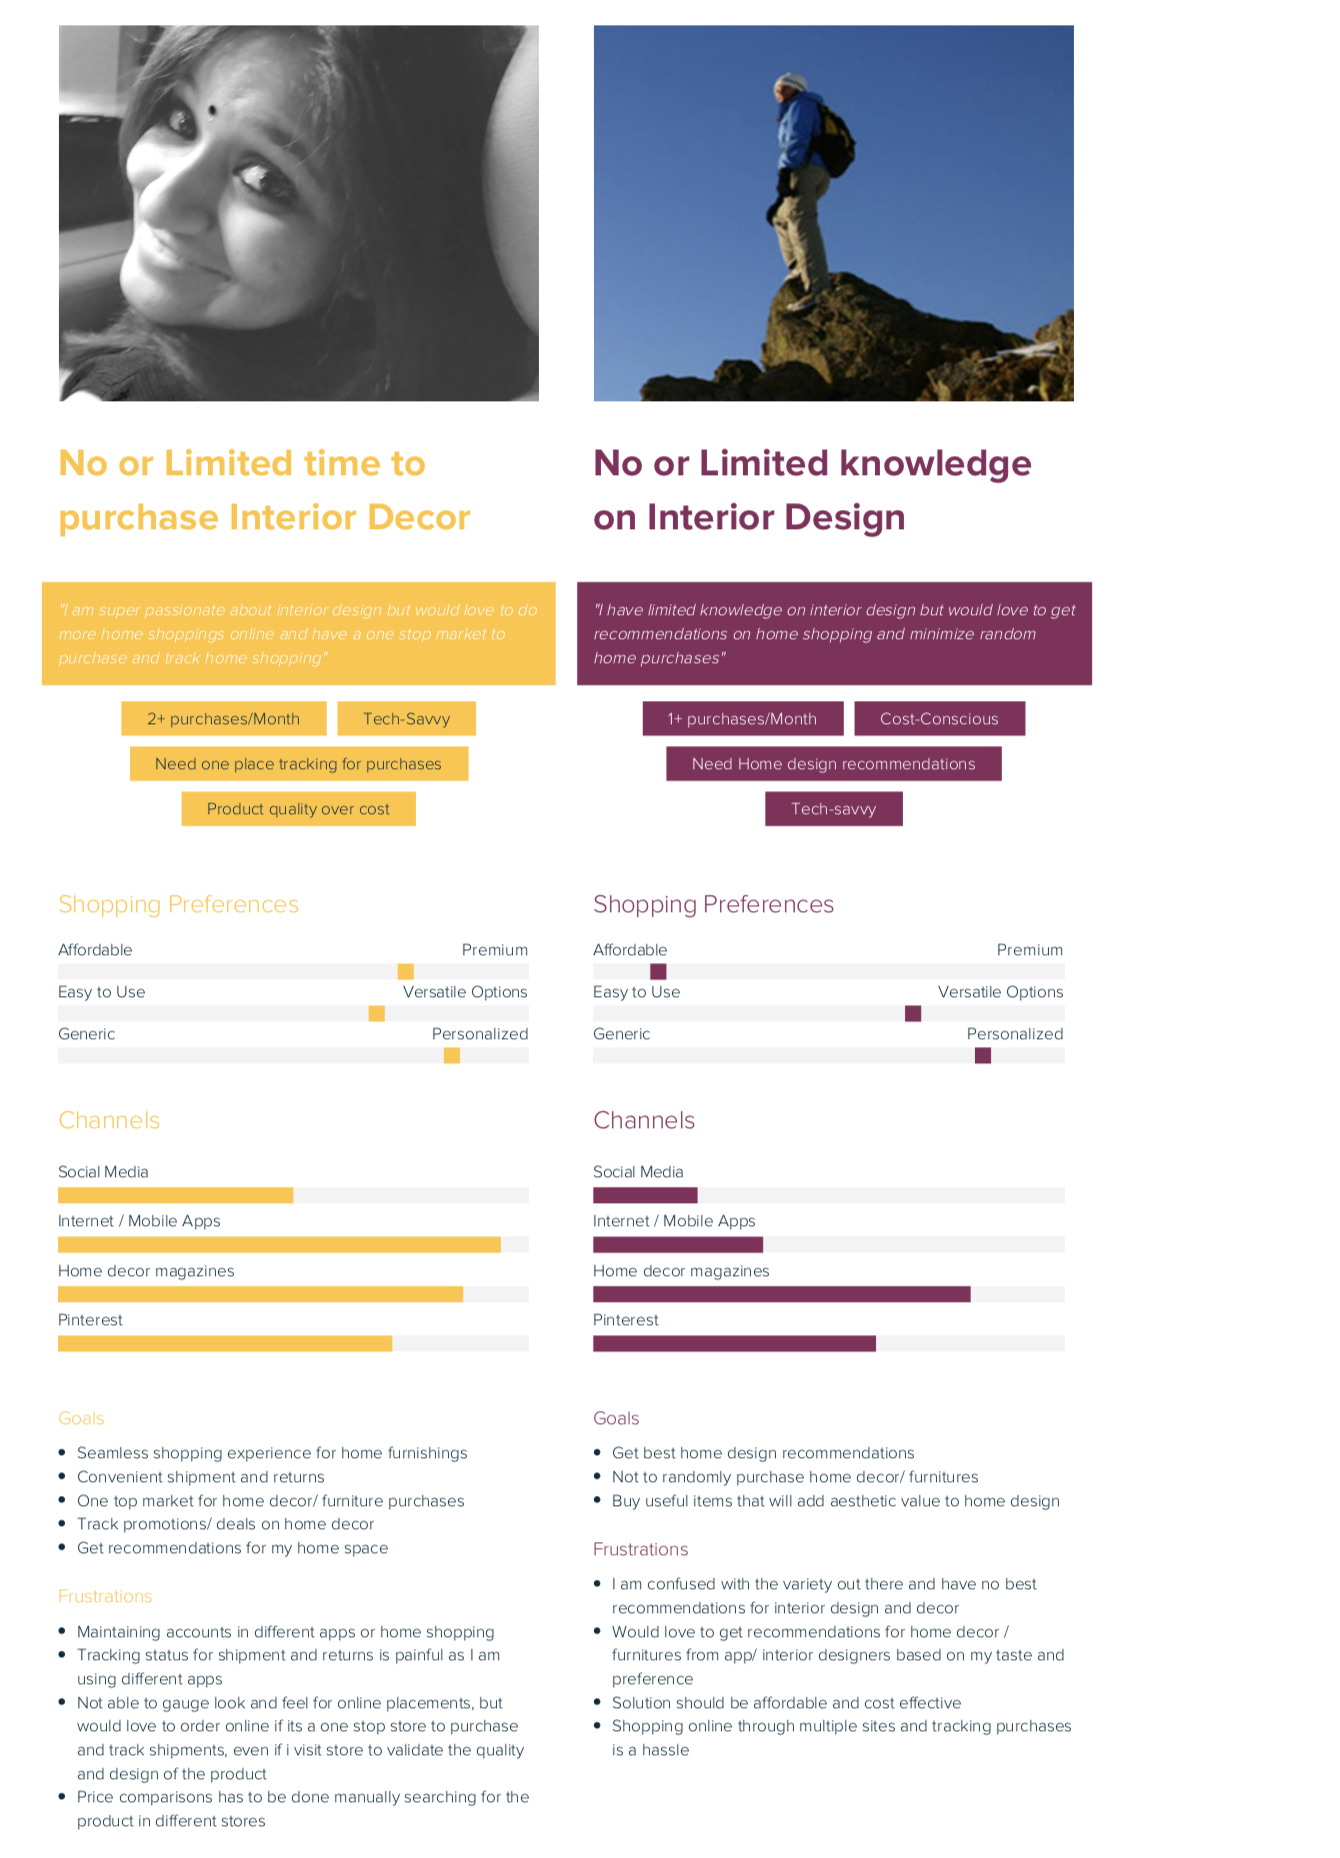 No or Limited time to
purchase Interior Decor
"I am super passionate about interior design but would love to do
more home shoppings online and have a one stop market to
purchase and track home shopping"
2+ purchases/Month
Tech-Savvy
Need one place tracking for purchases
Product quality over cost
Shopping Preferences
Affordable
Premium
Easy to Use
Versatile Options
Generic
Personalized
Channels
Social Media
Internet / Mobile Apps
Home decor magazines
Pinterest
Goals
Seamless shopping experience for home furnishings
Convenient shipment and returns
One top market for home decor/ furniture purchases
Track promotions/ deals on home decor
Get recommendations for my home space
Frustrations
Maintaining accounts in different apps or home shopping
Tracking status for shipment and returns is painful as I am
using different apps
Not able to gauge look and feel for online placements, but
would love to order online if its a one stop store to purchase
and track shipments, even if i visit store to validate the quality
and design of the product
Price comparisons has to be done manually searching for the
product in different stores
No or Limited knowledge
on Interior Design
"I have limited knowledge on interior design but would love to get
recommendations on home shopping and minimize random
home purchases"
1+ purchases/Month
Cost-Conscious
Need Home design recommendations
Tech-savvy
Shopping Preferences
Affordable
Premium
Easy to Use
Versatile Options
Generic
Personalized
Channels
Social Media
Internet / Mobile Apps
Home decor magazines
Pinterest
Goals
Get best home design recommendations
Not to randomly purchase home decor/ furnitures
Buy useful items that will add aesthetic value to home design
Frustrations
I am confused with the variety out there and have no best
recommendations for interior design and decor
Would love to get recommendations for home decor /
furnitures from app/ interior designers based on my taste and
preference
Solution should be affordable and cost effective
Shopping online through multiple sites and tracking purchases
is a hassle